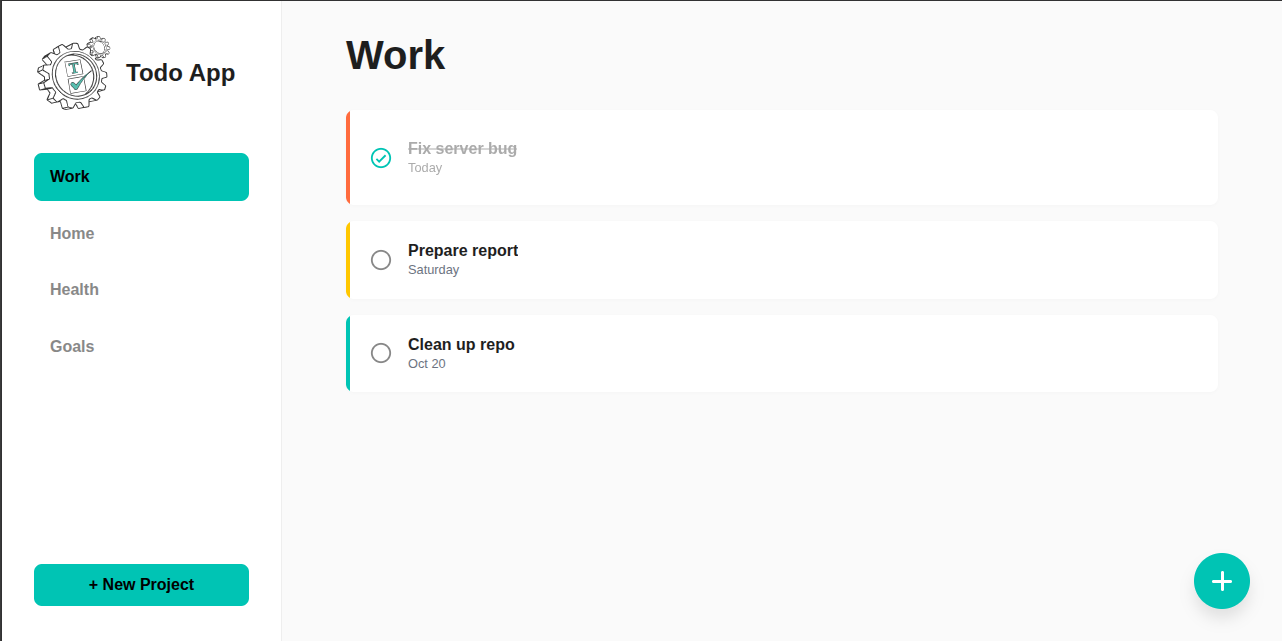 T
Todo App
Work
Home
Health
Goals
+ New Project
Work
Fix server bug
Today
Prepare report
Saturday
Clean up repo
Oct 20